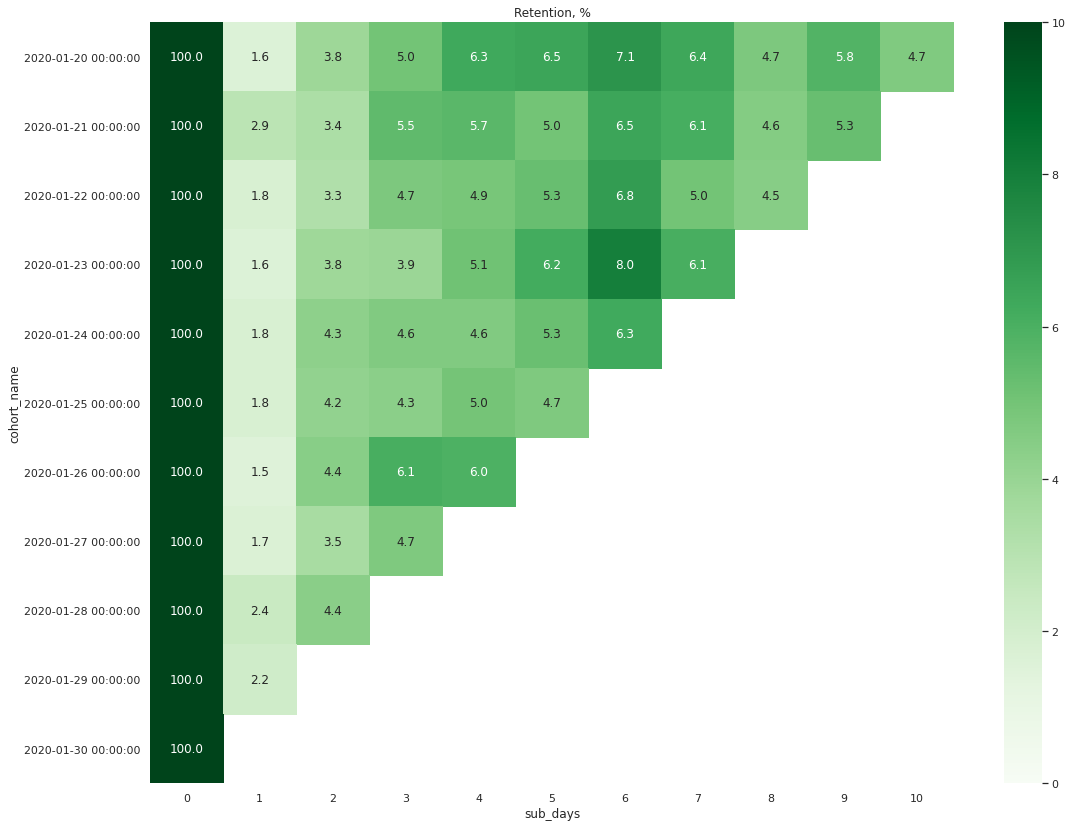 Retention, %
2020-01-20 00:00:00 100.0 1.6 3.8 5.0 6.3 6.5 7.1 6.4 4.7 5.8 4.7
2020-01-21 00:00:00 100.0 2.9 3.4 5.5 5.7 5.0 6.5 6.1 4.6 5.3
2020-01-22 00:00:00 100.0 1.8 3.3 4.7 4.9 5.3 6.8 5.0 4.5
2020-01-23 00:00:00 100.0 1.6 3.8 3.9 5.1 6.2 8.0 6.1
2020-01-24 00:00:00 100.0 1.8 4.3 4.6 4.6 5.3 6.3
2020-01-25 00:00:00 100.0 1.8 4.2 4.3 5.0 4.7
2020-01-26 00:00:00 100.0 1.5 4.4 6.1 6.0
2020-01-27 00:00:00 100.0 1.7 3.5 4.7
2020-01-28 00:00:00 100.0 2.4 4.4
2020-01-29 00:00:00 100.0 2.2
2020-01-30 00:00:00 100.0
0 1 2 3 4 5 6 7 8 9 10
sub_days
cohort_name
10
8
6
4
2
0